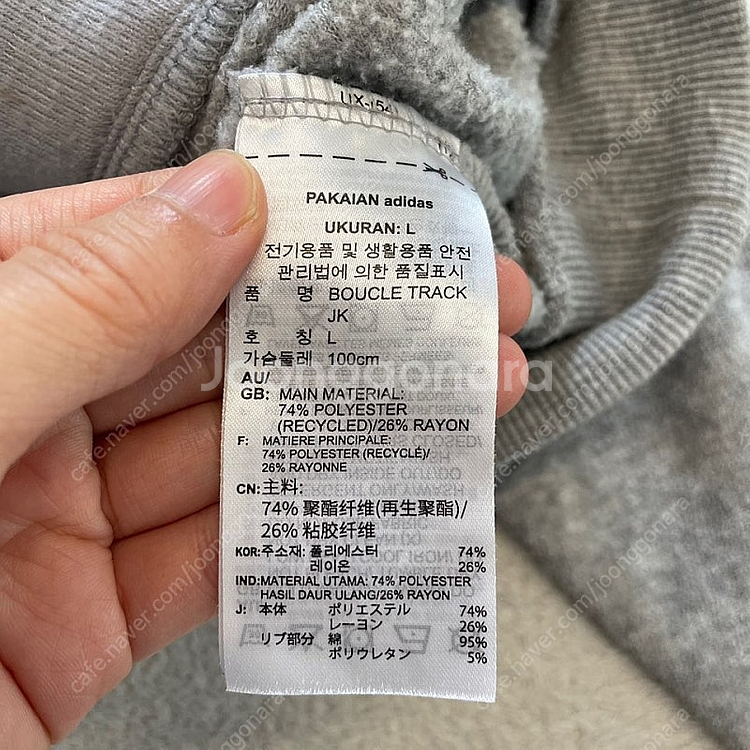 PAKAIAN adidas
UKURAN: L
전기용품 및 생활용품 안전
관리법에 의한 품질표시
품 명 BOUCLE TRACK
JK
호 칭 L
가슴둘레 100cm
AU/
GB: MAIN MATERIAL:
74% POLYESTER
(RECYCLED)/26% RAYON
F: MATIERE PRINCIPALE:
74% POLYESTER (RECYCLÉ)/
26% RAYONNE
CN:主料:
74% 聚酯纤维(再生聚酯)/
26% 粘胶纤维
KOR:주소재: 폴리에스터 74%
레이온 26%
IND:MATERIAL UTAMA: 74% POLYESTER
HASIL DAUR ULANG/26% RAYON
J: 本体 ポリエステル 74%
レーヨン 26%
リブ部分 綿 95%
ポリウレタン 5%
Joonggonara
cafe.naver.com/joonggonara